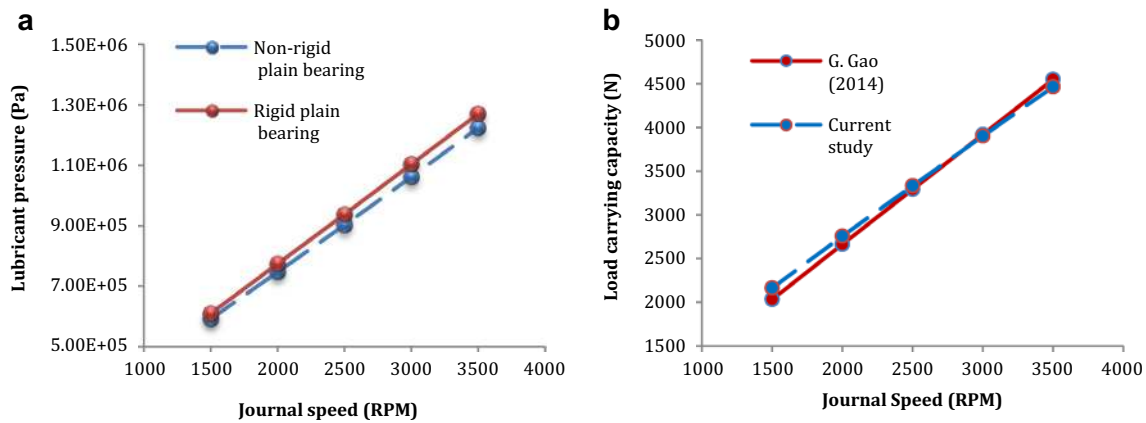 a
1.50E+06
1.30E+06
1.10E+06
9.00E+05
7.00E+05
5.00E+05
Lubricant pressure (Pa)
Non-rigid
plain bearing
Rigid plain
bearing
1000 1500 2000 2500 3000 3500 4000
Journal speed (RPM)
b
5000
4500
4000
3500
3000
2500
2000
1500
Load carrying capacity (N)
G. Gao
(2014)
Current
study
1000 1500 2000 2500 3000 3500 4000
Journal Speed (RPM)